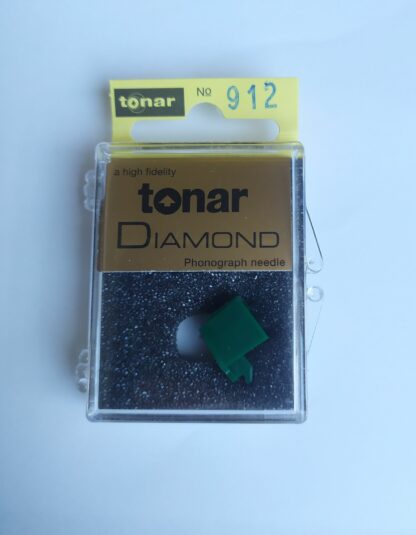 tonar
No 912
a high fidelity
tonar
DIAMOND
Phonograph needle